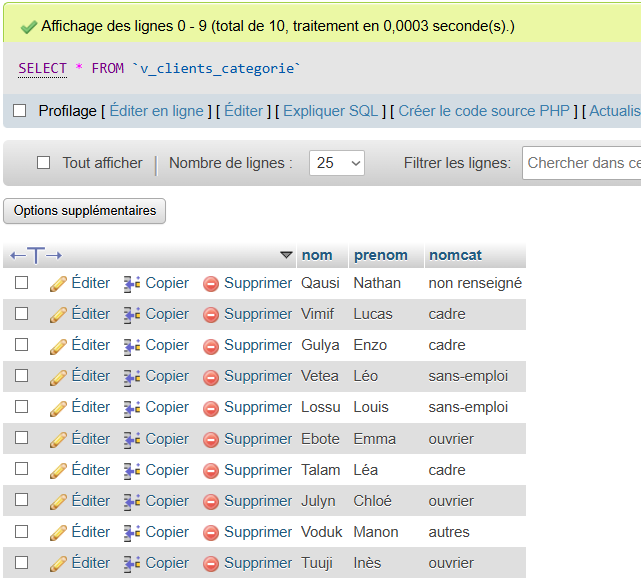 Affichage des lignes 0 - 9 (total de 10, traitement en 0,0003 seconde(s).)
SELECT * FROM `v_clients_categorie`
Profilage [ Éditer en ligne ] [ Éditer ] [ Expliquer SQL ] [ Créer le code source PHP ] [ Actualis
Tout afficher | Nombre de lignes : 25 Filtrer les lignes: Chercher dans ce
Options supplémentaires
←T→ nom prenom nomcat
Éditer Copier Supprimer Qausi Nathan non renseigné
Éditer Copier Supprimer Vimif Lucas cadre
Éditer Copier Supprimer Gulya Enzo cadre
Éditer Copier Supprimer Vetea Léo sans-emploi
Éditer Copier Supprimer Lossu Louis sans-emploi
Éditer Copier Supprimer Ebote Emma ouvrier
Éditer Copier Supprimer Talam Léa cadre
Éditer Copier Supprimer Julyn Chloé ouvrier
Éditer Copier Supprimer Voduk Manon autres
Éditer Copier Supprimer Tuuji Inès ouvrier